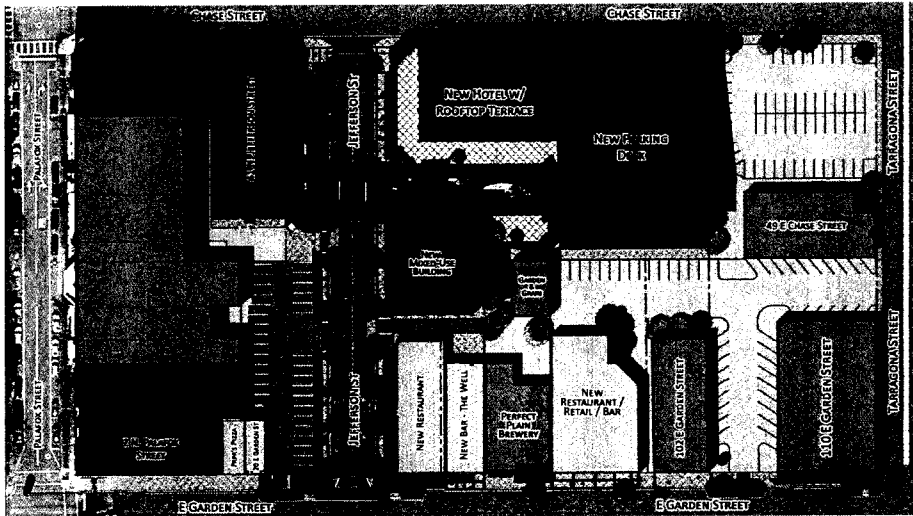 CHASE STREET
CHASE STREET
PALAFOX STREET
JEFFERSON ST
NEW HOTEL W/
ROOFTOP TERRACE
NEW PARKING
DECK
TARRAGONA STREET
49 E CHASE STREET
NEW
MIXED-USE
BUILDING
PALAFOX STREET
JEFFERSON ST
NEW RESTAURANT
NEW BAR - THE WELL
PERFECT
PLAIN
BREWERY
NEW
RESTAURANT /
RETAIL / BAR
102 E GARDEN STREET
110 E GARDEN STREET
TARRAGONA STREET
STREET
E GARDEN STREET
E GARDEN STREET